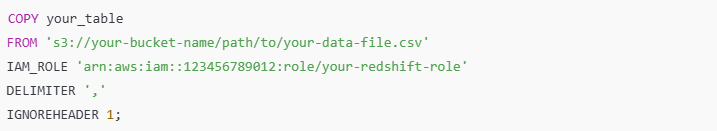 COPY your_table
FROM 's3://your-bucket-name/path/to/your-data-file.csv'
IAM_ROLE 'arn:aws:iam::123456789012:role/your-redshift-role'
DELIMITER ','
IGNOREHEADER 1;